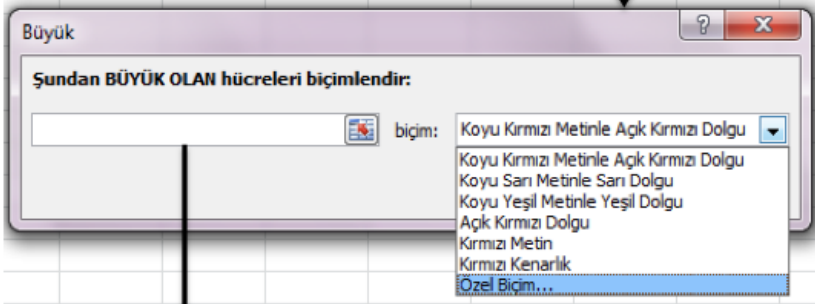 Büyük
?
Şundan BÜYÜK OLAN hücreleri biçimlendir:
biçim: Koyu Kırmızı Metinle Açık Kırmızı Dolgu
Koyu Kırmızı Metinle Açık Kırmızı Dolgu
Koyu Sarı Metinle Sarı Dolgu
Koyu Yeşil Metinle Yeşil Dolgu
Açık Kırmızı Dolgu
Kırmızı Metin
Kırmızı Kenarlık
Özel Biçim...